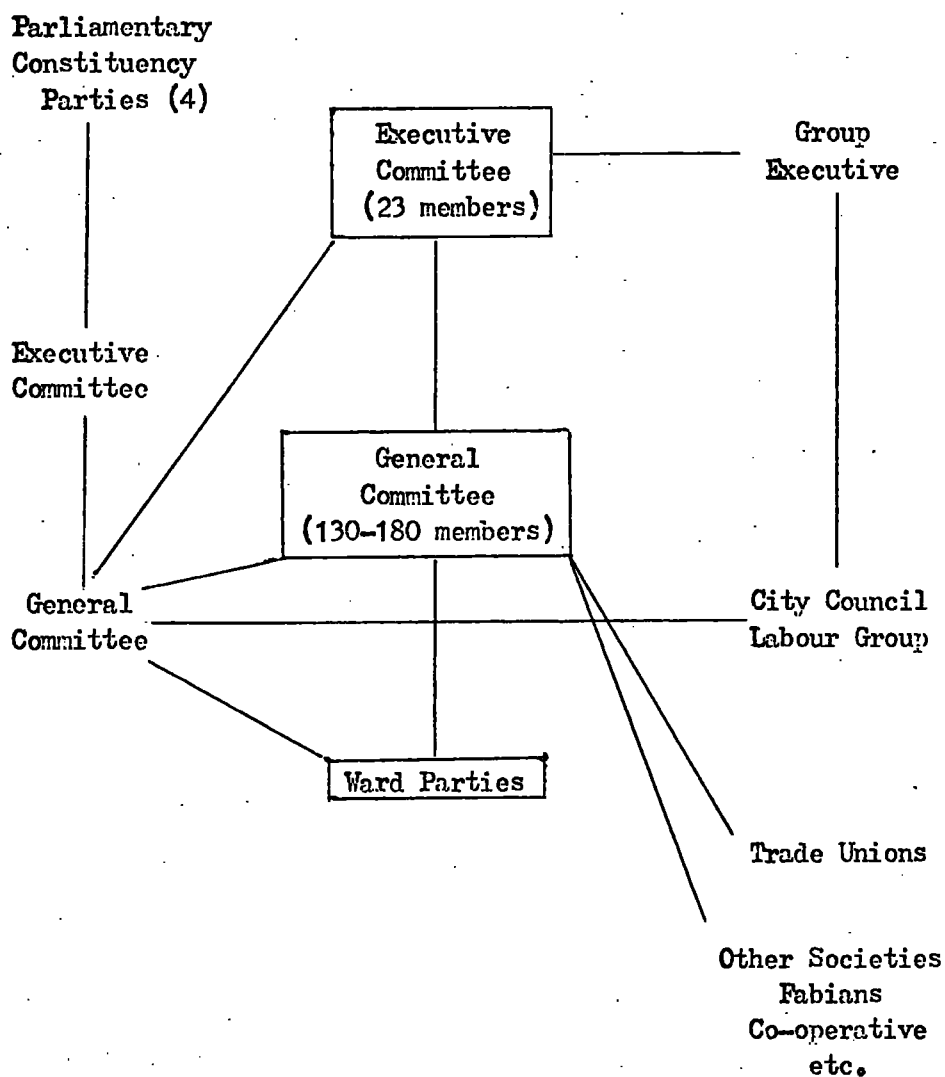 Parliamentary
Constituency
Parties (4)
Executive
Committee
(23 members)
Group
Executive
Executive
Committee
General
Committee
(130-180 members)
General
Committee
City Council
Labour Group
Ward Parties
Trade Unions
Other Societies
Fabians
Co-operative
etc.